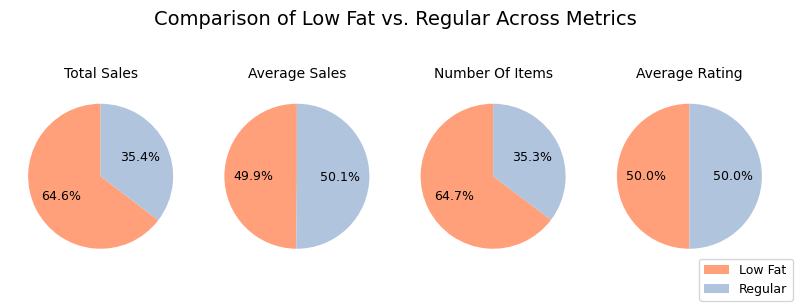 Comparison of Low Fat vs. Regular Across Metrics
Total Sales
35.4%
64.6%
Average Sales
49.9%
50.1%
Number Of Items
35.3%
64.7%
Average Rating
50.0%
50.0%
Low Fat
Regular